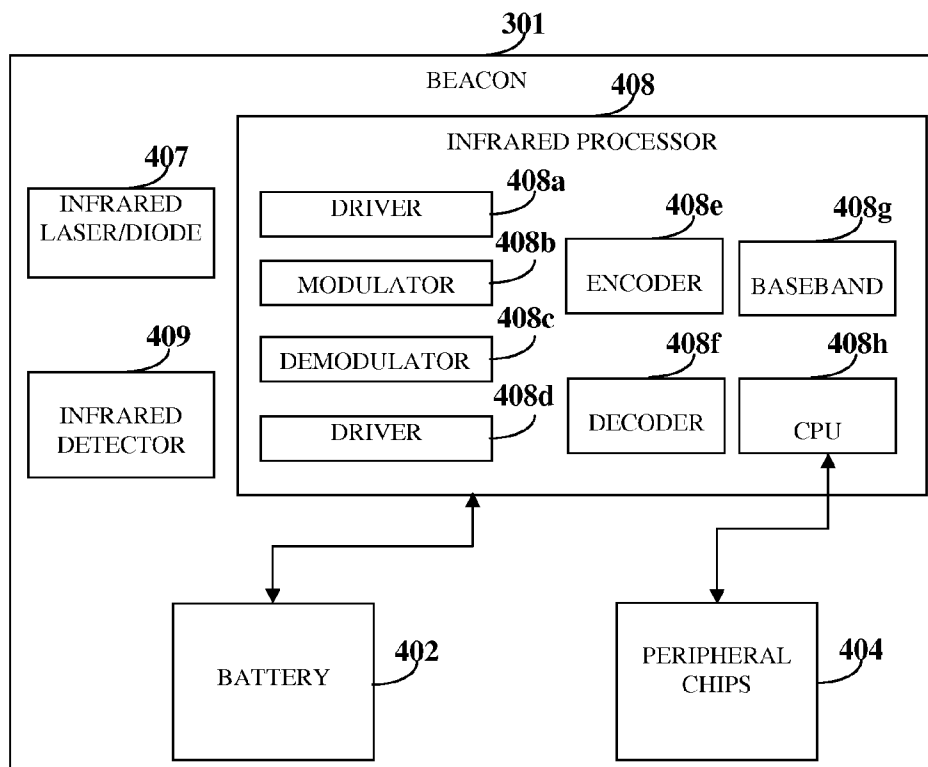 301
BEACON
408
INFRARED PROCESSOR
407
INFRARED
LASER/DIODE
408a
DRIVER
408b
MODULATOR
408c
DEMODULATOR
408d
DRIVER
408e
ENCODER
408g
BASEBAND
408f
DECODER
408h
CPU
409
INFRARED
DETECTOR
402
BATTERY
404
PERIPHERAL
CHIPS